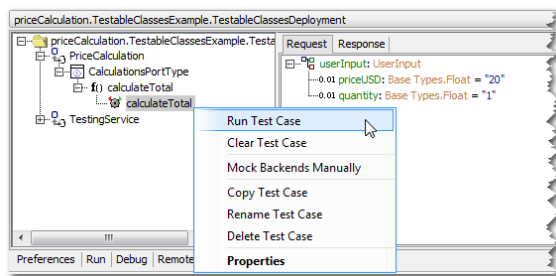 priceCalculation.TestableClassesExample.TestableClassesDeployment
priceCalculation.TestableClassesExample.Testa
PriceCalculation
CalculationsPortType
f() calculateTotal
calculateTotal
TestingService
Request Response
userInput: UserInput
0.01 priceUSD: Base Types.Float = "20"
0.01 quantity: Base Types.Float = "1"
Run Test Case
Clear Test Case
Mock Backends Manually
Copy Test Case
Rename Test Case
Delete Test Case
Properties
Preferences Run Debug Remote